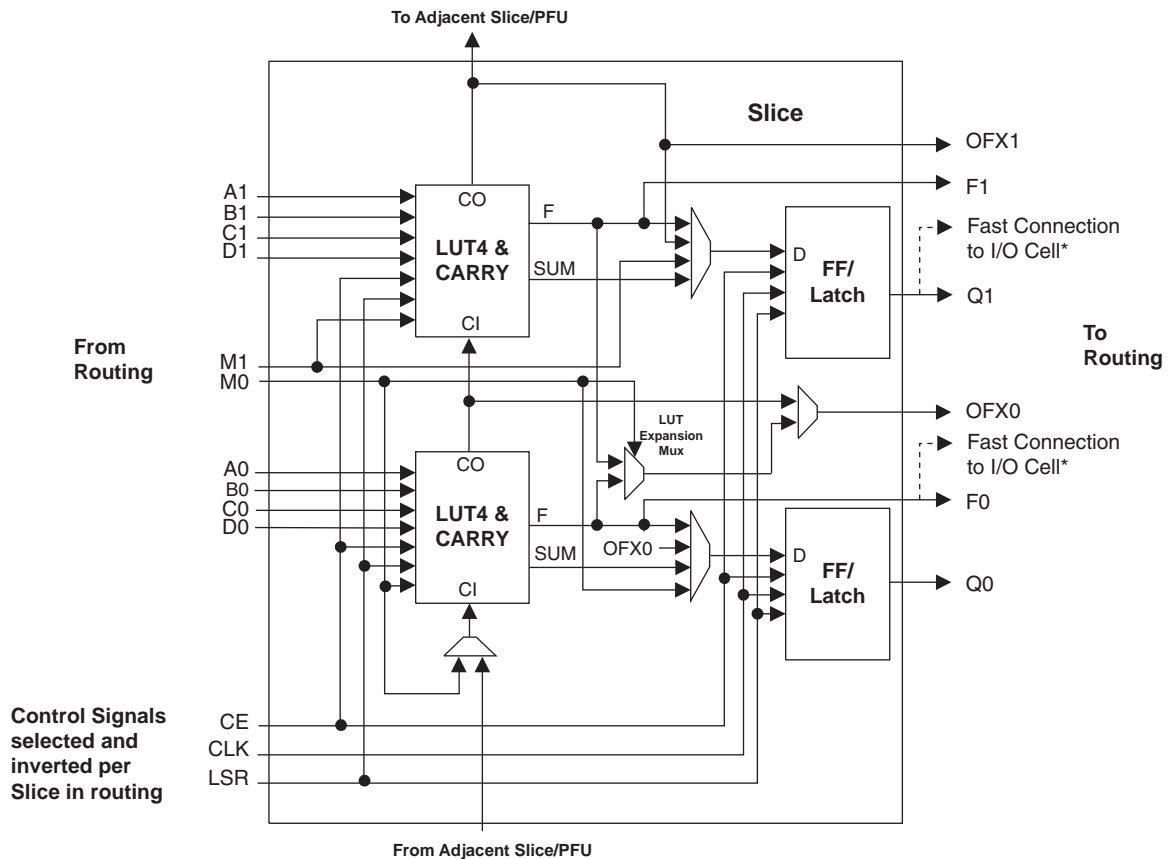 To Adjacent Slice/PFU
Slice
OFX1
A1
B1
C1
D1
CO
F
F1
LUT4 &
CARRY
SUM
D
FF/
Latch
Fast Connection
to I/O Cell*
Q1
CI
From
Routing
M1
M0
To
Routing
LUT
Expansion
Mux
OFX0
A0
B0
C0
D0
CO
F
Fast Connection
to I/O Cell*
F0
LUT4 &
CARRY
OFX0
SUM
D
FF/
Latch
Q0
CI
Control Signals
selected and
inverted per
Slice in routing
CE
CLK
LSR
From Adjacent Slice/PFU